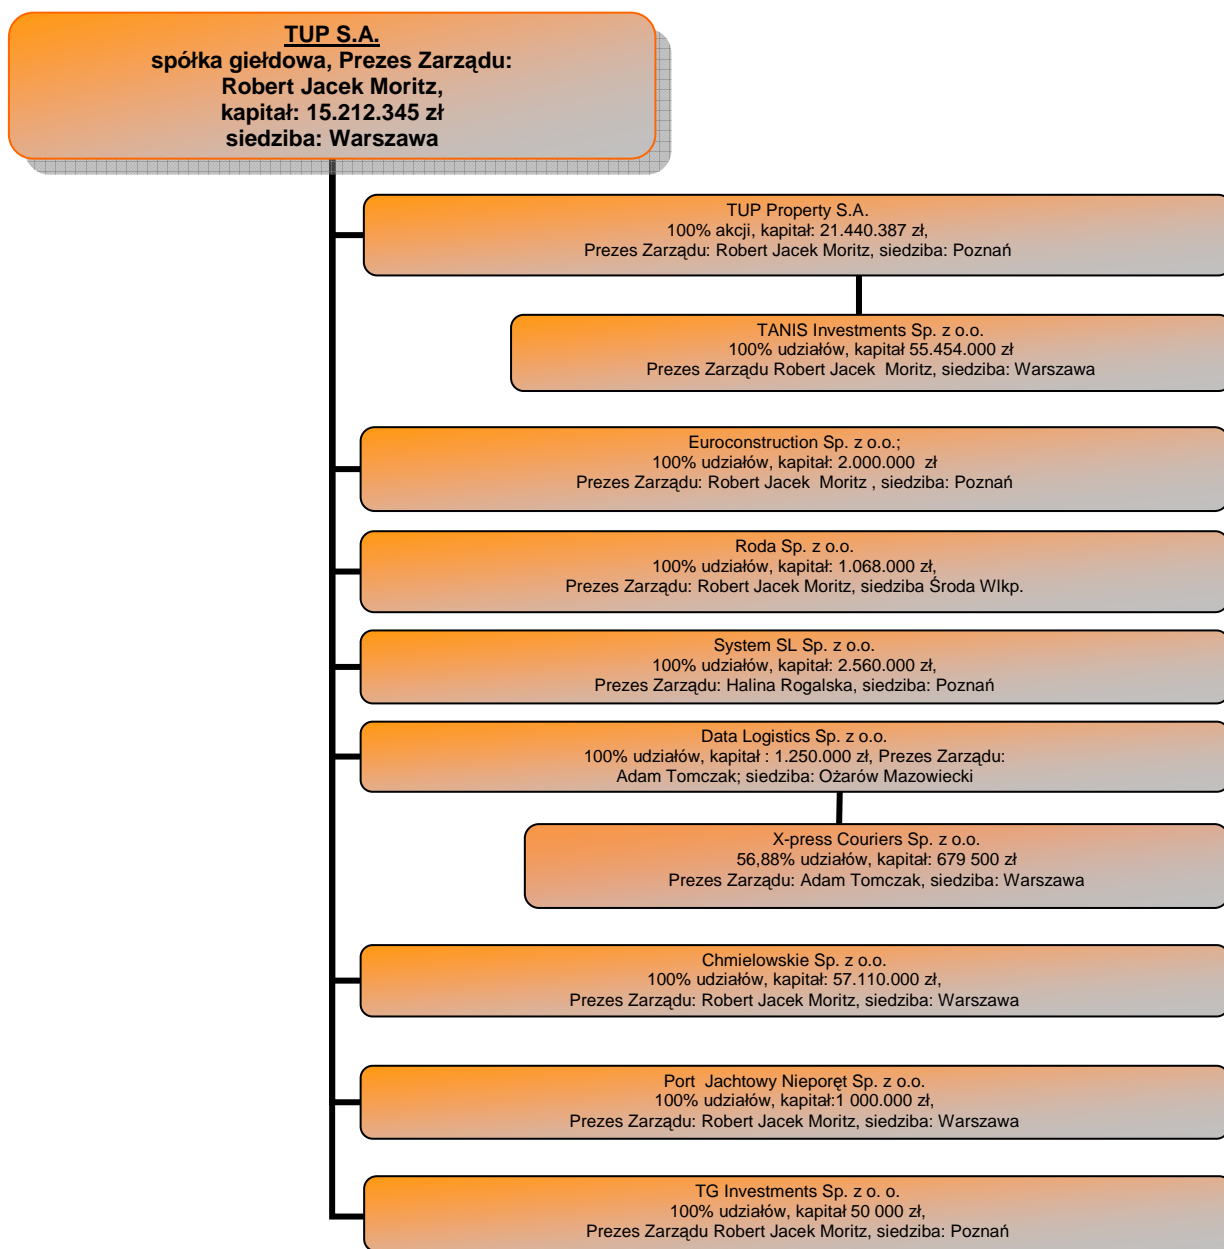 TUP S.A.
spółka giełdowa, Prezes Zarządu:
Robert Jacek Moritz,
kapitał: 15.212.345 zł
siedziba: Warszawa
TUP Property S.A.
100% akcji, kapitał: 21.440.387 zł,
Prezes Zarządu: Robert Jacek Moritz, siedziba: Poznań
TANIS Investments Sp. z o.o.
100% udziałów, kapitał 55.454.000 zł
Prezes Zarządu Robert Jacek Moritz, siedziba: Warszawa
Euroconstruction Sp. z o.o.;
100% udziałów, kapitał: 2.000.000 zł
Prezes Zarządu: Robert Jacek Moritz , siedziba: Poznań
Roda Sp. z o.o.
100% udziałów, kapitał: 1.068.000 zł,
Prezes Zarządu: Robert Jacek Moritz, siedziba Środa Wlkp.
System SL Sp. z o.o.
100% udziałów, kapitał: 2.560.000 zł,
Prezes Zarządu: Halina Rogalska, siedziba: Poznań
Data Logistics Sp. z o.o.
100% udziałów, kapitał : 1.250.000 zł, Prezes Zarządu:
Adam Tomczak; siedziba: Ożarów Mazowiecki
X-press Couriers Sp. z o.o.
56,88% udziałów, kapitał: 679 500 zł
Prezes Zarządu: Adam Tomczak, siedziba: Warszawa
Chmielowskie Sp. z o.o.
100% udziałów, kapitał: 57.110.000 zł,
Prezes Zarządu: Robert Jacek Moritz, siedziba: Warszawa
Port Jachtowy Nieporęt Sp. z o.o.
100% udziałów, kapitał:1 000.000 zł,
Prezes Zarządu: Robert Jacek Moritz, siedziba: Warszawa
TG Investments Sp. z o. o.
100% udziałów, kapitał 50 000 zł,
Prezes Zarządu Robert Jacek Moritz, siedziba: Poznań